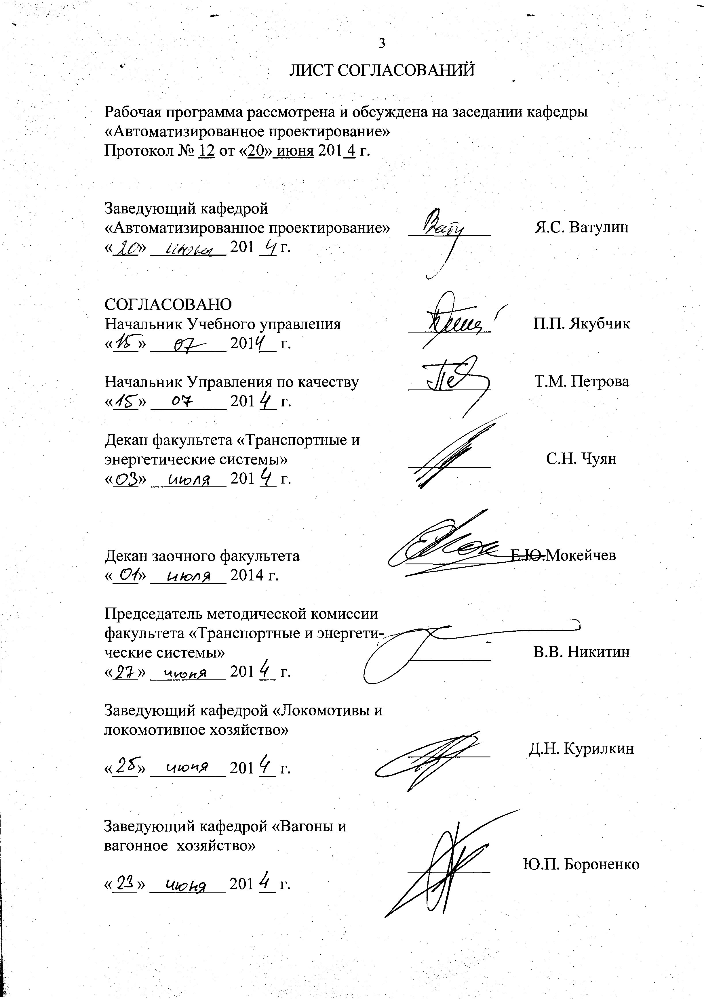 3
ЛИСТ СОГЛАСОВАНИЙ
Рабочая программа рассмотрена и обсуждена на заседании кафедры
«Автоматизированное проектирование»
Протокол № 12 от «20» июня 201 4 г.
Заведующий кафедрой
«Автоматизированное проектирование» Я.С. Ватулин
«20» июня 201 4 г.
СОГЛАСОВАНО
Начальник Учебного управления П.П. Якубчик
«15» 07 2014 г.
Начальник Управления по качеству Т.М. Петрова
«15» 07 201 4 г.
Декан факультета «Транспортные и
энергетические системы» С.Н. Чуян
«03» июля 201 4 г.
Декан заочного факультета Е.Ю.Мокейчев
«01» июля 2014 г.
Председатель методической комиссии
факультета «Транспортные и энергети-
ческие системы» В.В. Никитин
«27» июня 201 4 г.
Заведующий кафедрой «Локомотивы и
локомотивное хозяйство»
Д.Н. Курилкин
«25» июня 201 4 г.
Заведующий кафедрой «Вагоны и
вагонное хозяйство»
Ю.П. Бороненко
«23» июня 201 4 г.